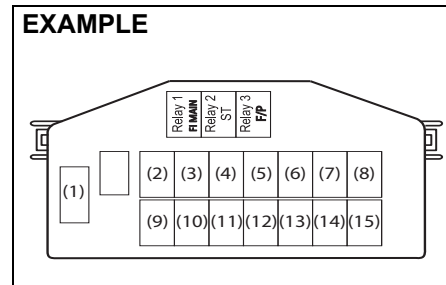 EXAMPLE
Relay 1 FI MAIN
Relay 2 ST
Relay 3 F/P
(1)
(2) (3) (4) (5) (6) (7) (8)
(9) (10) (11) (12) (13) (14) (15)